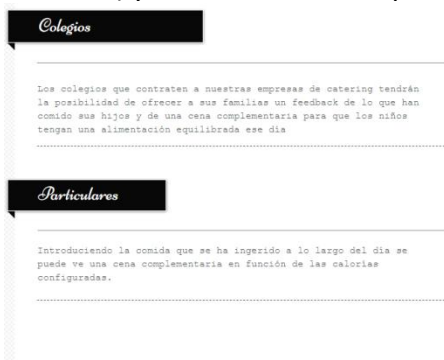 Colegios
Los colegios que contraten a nuestras empresas de catering tendrán
la posibilidad de ofrecer a sus familias un feedback de lo que han
comido sus hijos y de una cena complementaria para que los niños
tengan una alimentación equilibrada ese día
Particulares
Introduciendo la comida que se ha ingerido a lo largo del día se
puede ve una cena complementaria en función de las calorías
configuradas.